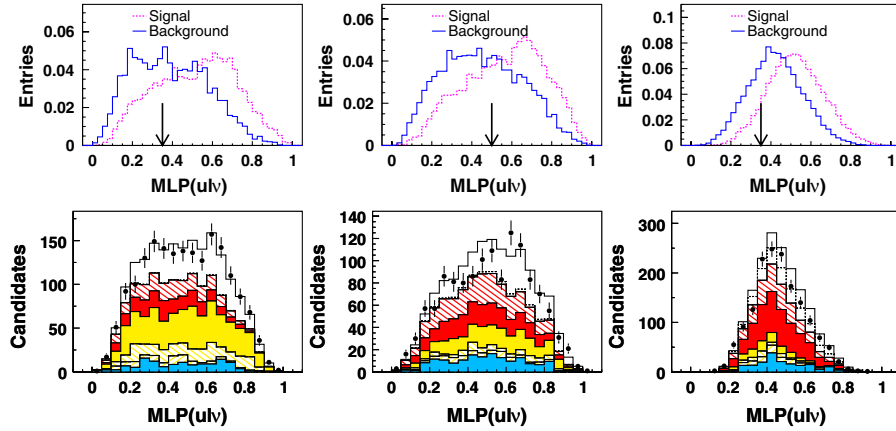 Signal
Background
Entries
0.06
0.04
0.02
0
0 0.2 0.4 0.6 0.8 1
MLP(ulν)
Signal
Background
Entries
0.06
0.04
0.02
0
0 0.2 0.4 0.6 0.8 1
MLP(ulν)
Signal
Background
Entries
0.1
0.08
0.06
0.04
0.02
0
0 0.2 0.4 0.6 0.8 1
MLP(ulν)
Candidates
150
100
50
0
0 0.2 0.4 0.6 0.8 1
MLP(ulν)
Candidates
140
120
100
80
60
40
20
0
0 0.2 0.4 0.6 0.8 1
MLP(ulν)
Candidates
300
200
100
0
0 0.2 0.4 0.6 0.8 1
MLP(ulν)